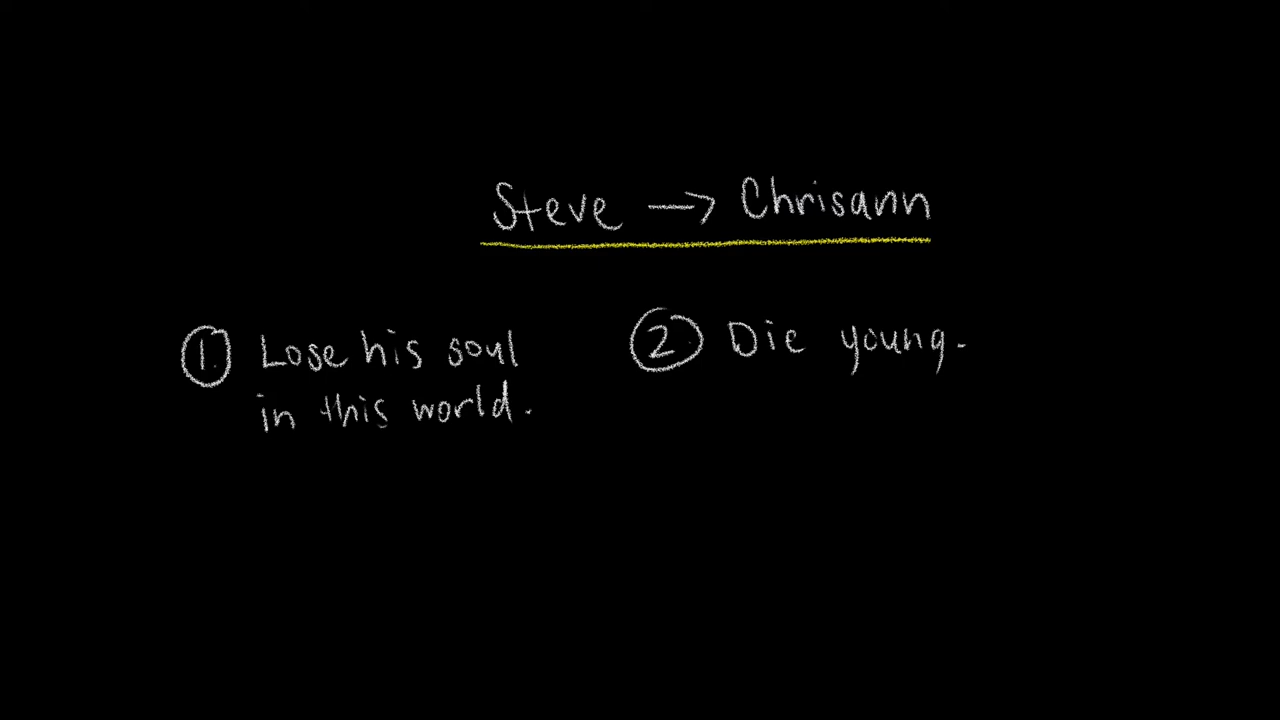 Steve → Chrisann
1. Lose his soul
in this world.
2. Die young.